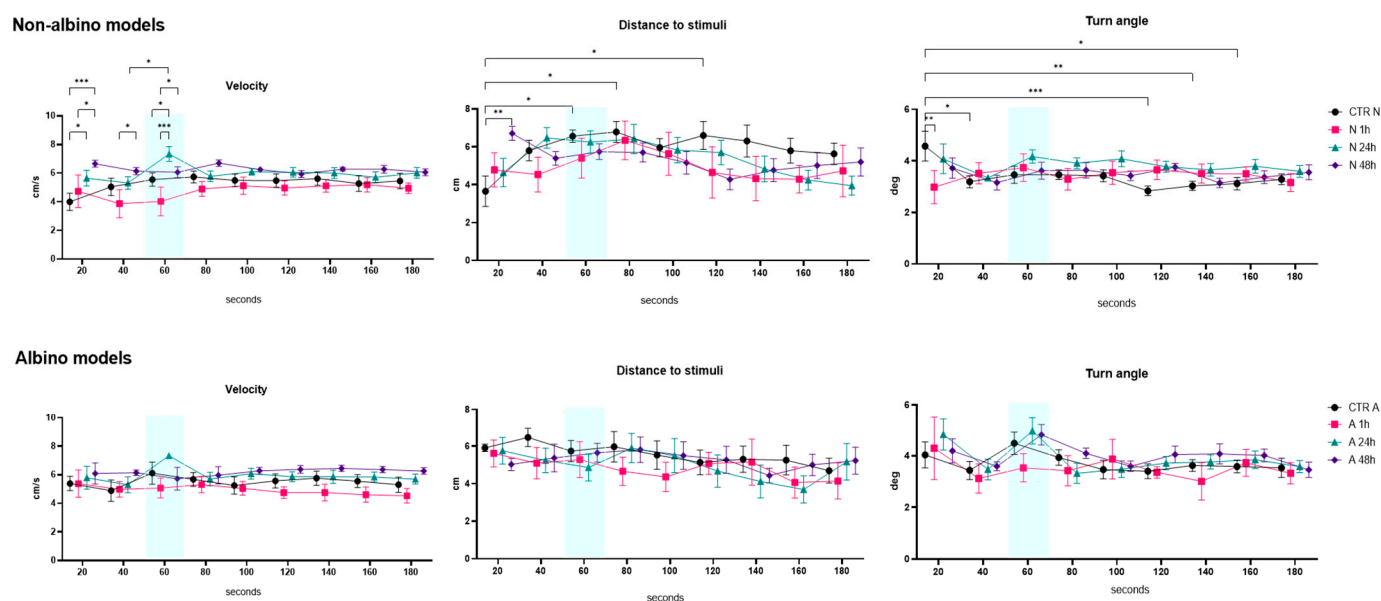 Non-albino models
Velocity
Distance to stimuli
Turn angle
*** * * * * * * * ***
** * * *
** * *** ** *
cm/s
10
8
6
4
2
0
20 40 60 80 100 120 140 160 180
seconds
cm
8
6
4
2
0
20 40 60 80 100 120 140 160 180
seconds
deg
6
4
2
0
20 40 60 80 100 120 140 160 180
seconds
CTR N
N 1h
N 24h
N 48h
Albino models
Velocity
Distance to stimuli
Turn angle
cm/s
10
8
6
4
2
0
20 40 60 80 100 120 140 160 180
seconds
cm
8
6
4
2
0
20 40 60 80 100 120 140 160 180
seconds
deg
6
4
2
0
20 40 60 80 100 120 140 160 180
seconds
CTR A
A 1h
A 24h
A 48h